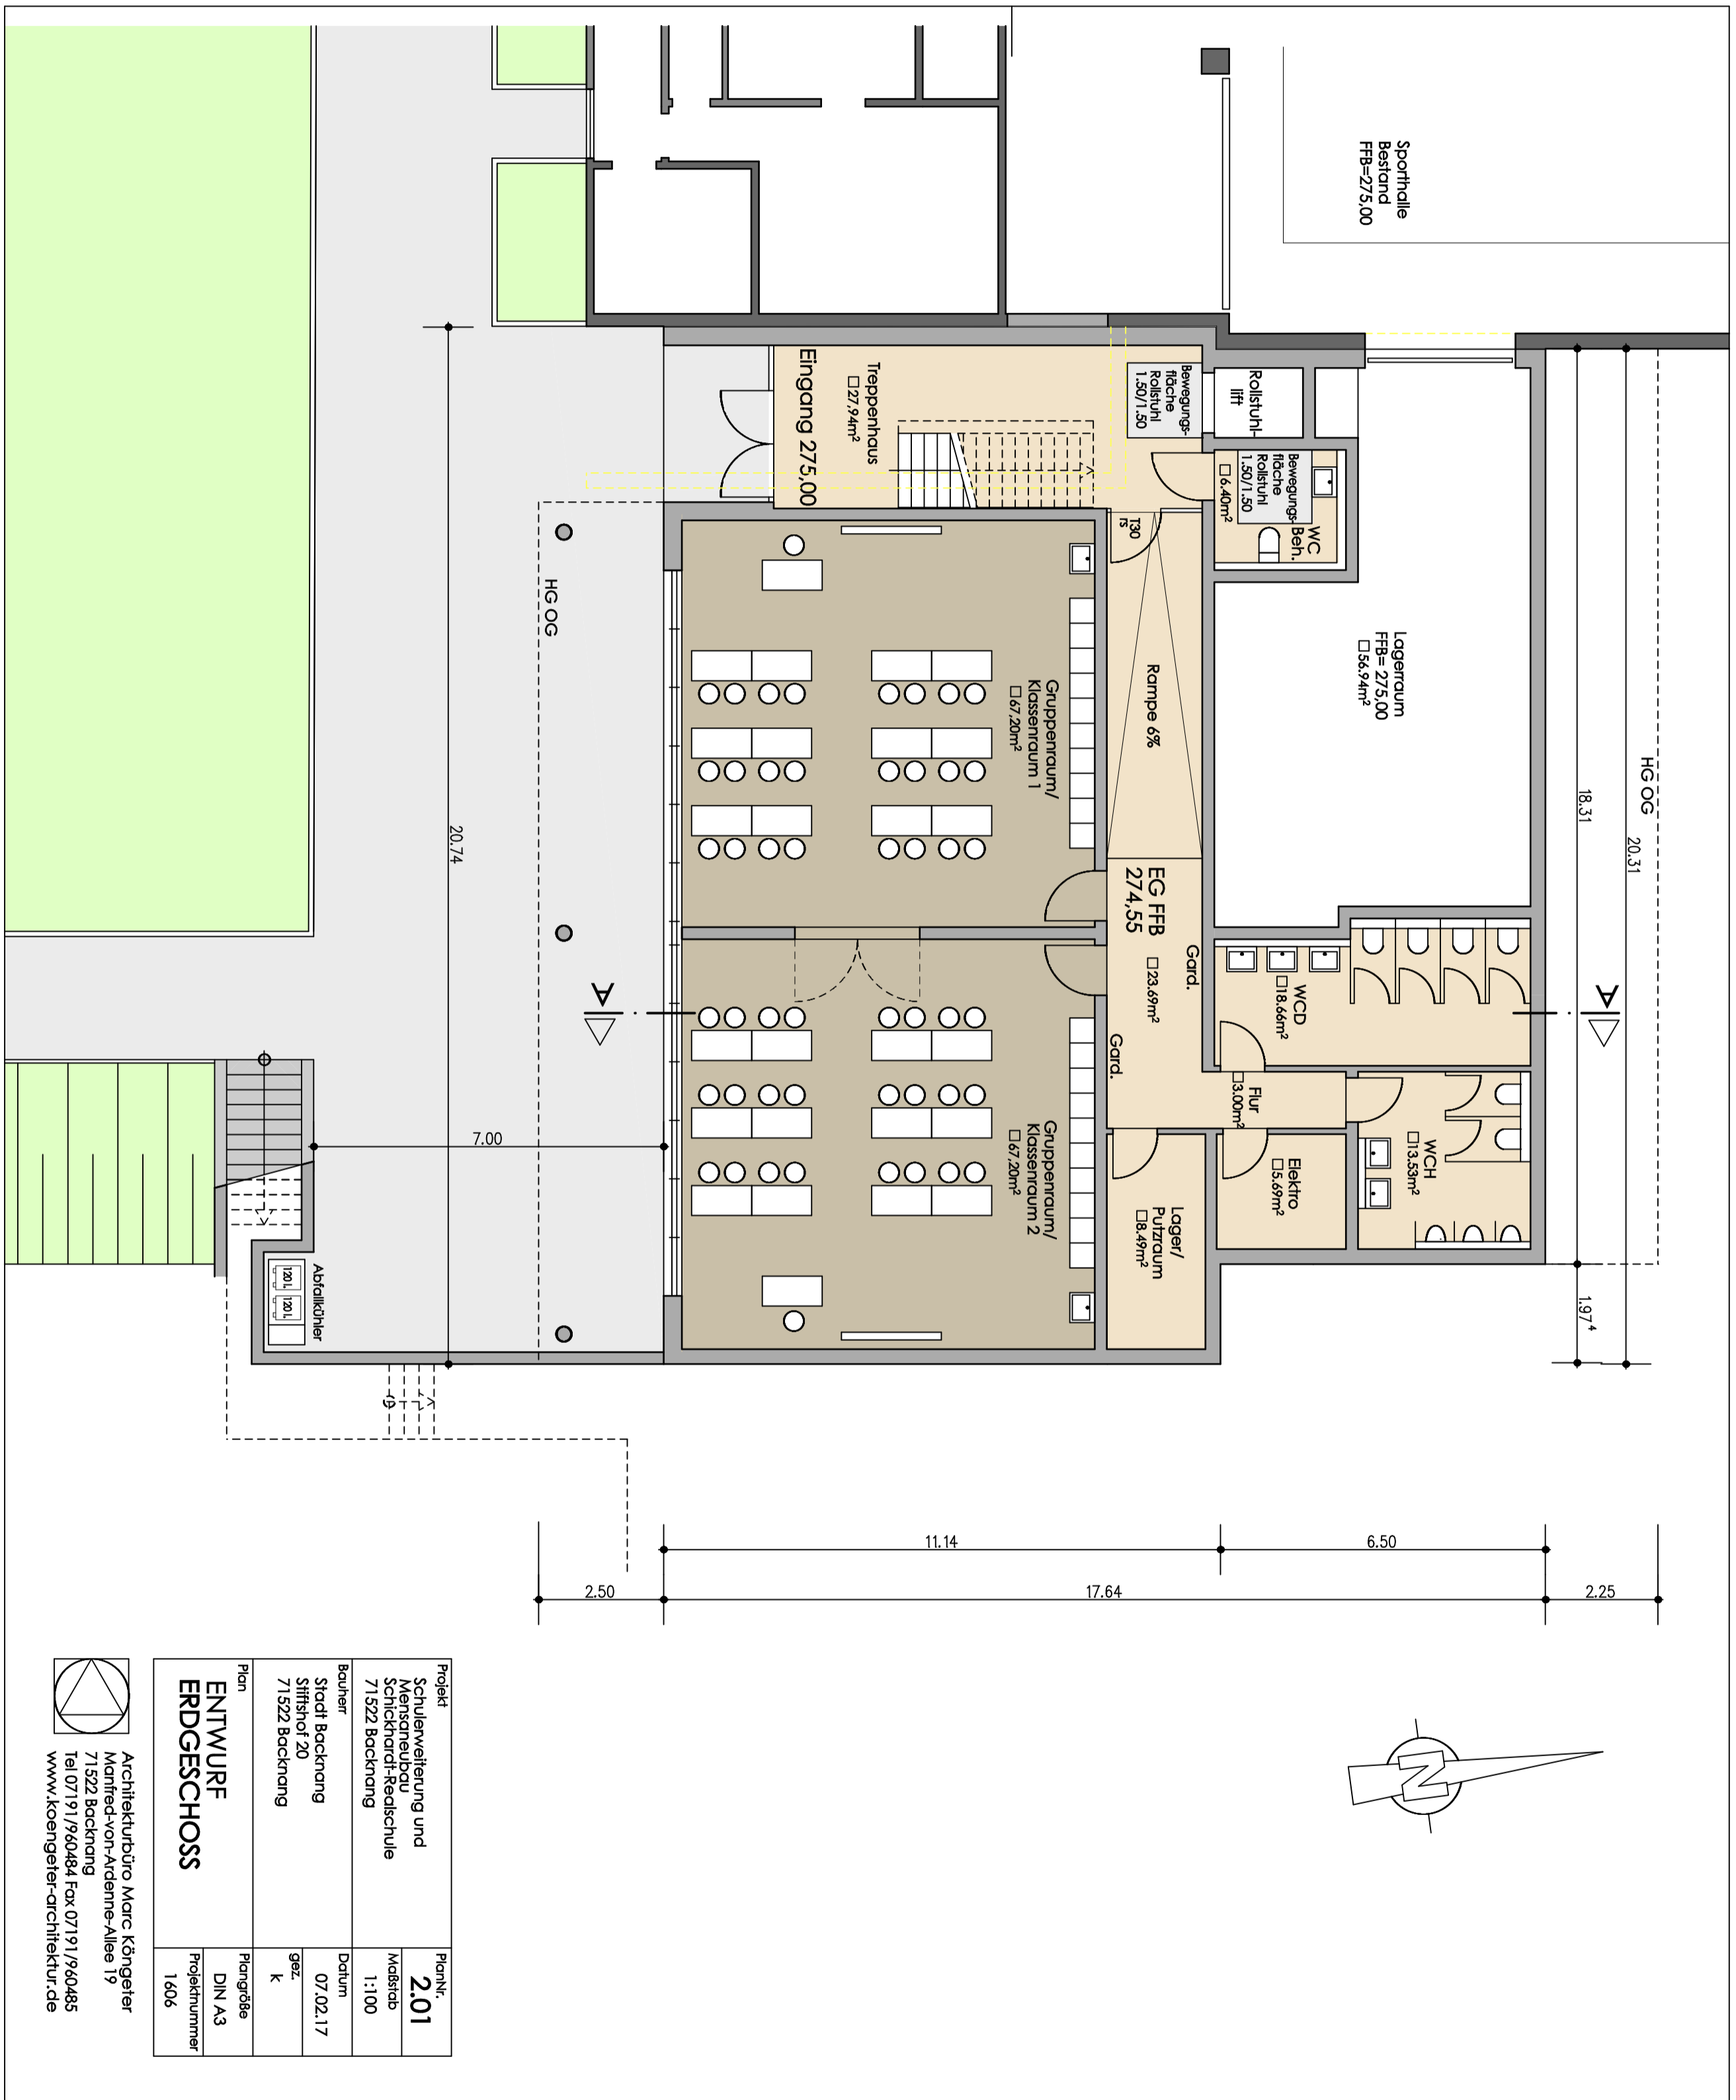 Sporthalle
Bestand
FFB=275,00
HG OG
20.31
18.31
1.97⁴
Lagerraum
FFB= 275,00
□56.94m²
Rollstuhl-
lift
Bewegungs-
fläche
Rollstuhl
1.50/1.50
WC
Beh.
Bewegungs-
fläche
Rollstuhl
1.50/1.50
□6.40m²
WCD
□18.66m²
WCH
□13.53m²
Flur
□3.00m²
Elektro
□5.69m²
Lager/
Putzraum
□8.49m²
T30
rs
Rampe 6%
EG FFB
274,55
□23.69m²
Gard.
Gard.
Treppenhaus
□27,94m²
Eingang 275,00
Gruppenraum/
Klassenraum 1
□67,20m²
Gruppenraum/
Klassenraum 2
□67,20m²
A
A
HG OG
20.74
7.00
Abfallkühler
120 l.
120 l.
11.14
6.50
2.50
17.64
2.25
N
Projekt
Schulerweiterung und
Mensaneubau
Schickhardt-Realschule
71522 Backnang
Bauherr
Stadt Backnang
Stiftshof 20
71522 Backnang
Plan
ENTWURF
ERDGESCHOSS
PlanNr.
2.01
Maßstab
1:100
Datum
07.02.17
gez.
k
Plangröße
DIN A3
Projektnummer
1606
Architekturbüro Marc Köngeter
Manfred-von-Ardenne-Allee 19
71522 Backnang
Tel 07191/960484 Fax 07191/960485
www.koengeter-architektur.de